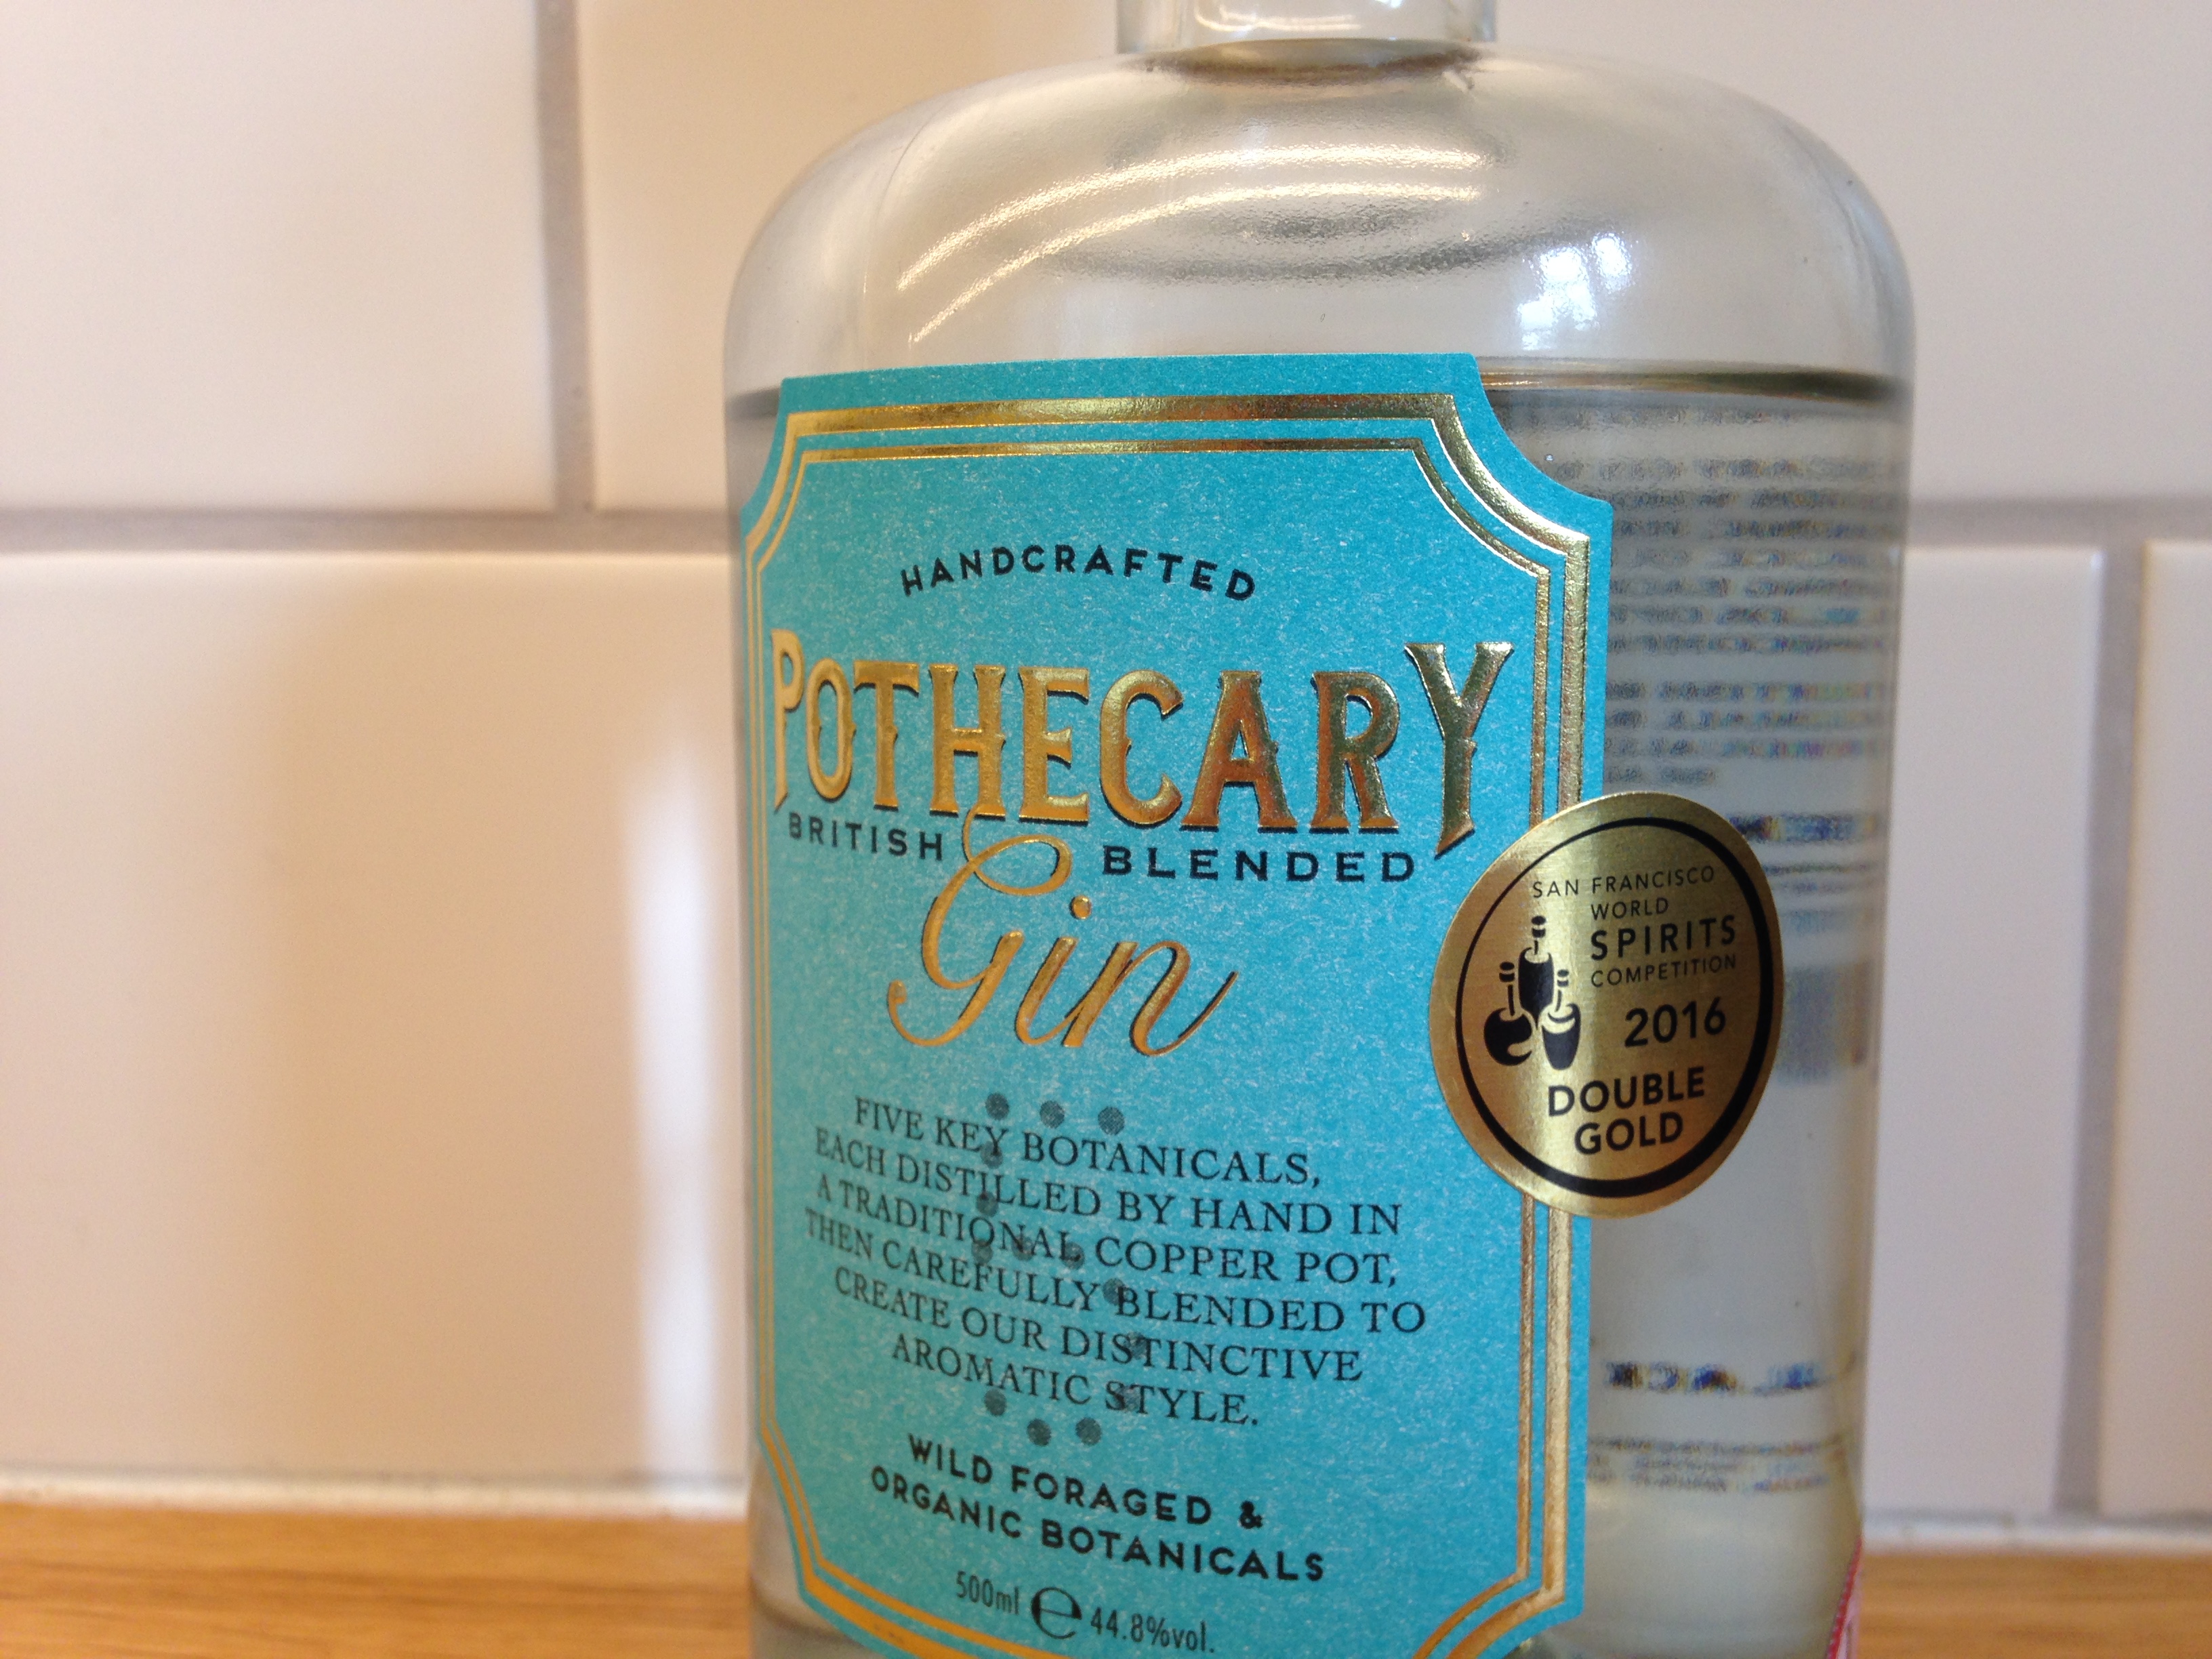 HANDCRAFTED
POTHECARY
BRITISH BLENDED
Gin
FIVE KEY BOTANICALS,
EACH DISTILLED BY HAND IN
A TRADITIONAL COPPER POT,
THEN CAREFULLY BLENDED TO
CREATE OUR DISTINCTIVE
AROMATIC STYLE.
WILD FORAGED &
ORGANIC BOTANICALS
500ml e 44.8%vol.
SAN FRANCISCO
WORLD
SPIRITS
COMPETITION
2016
DOUBLE
GOLD